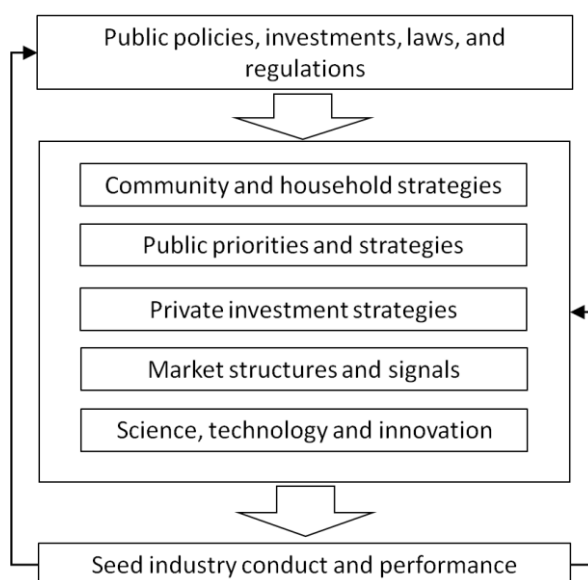 Public policies, investments, laws, and
regulations
Community and household strategies
Public priorities and strategies
Private investment strategies
Market structures and signals
Science, technology and innovation
Seed industry conduct and performance